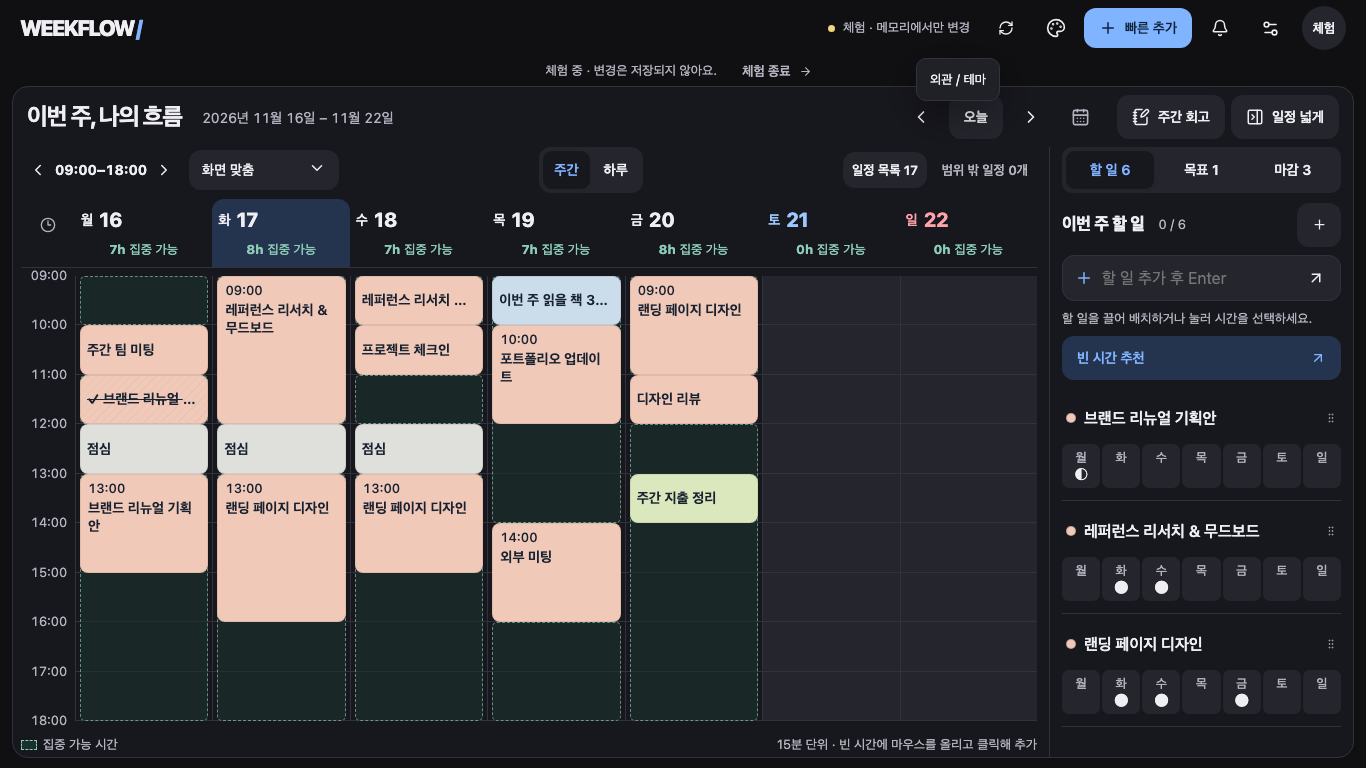 WEEKFLOW/
체험 · 메모리에서만 변경
빠른 추가
체험
체험 중 · 변경은 저장되지 않아요.
체험 종료 →
외관 / 테마
이번 주, 나의 흐름
2026년 11월 16일 – 11월 22일
오늘
주간 회고
일정 넓게
09:00–18:00
화면 맞춤
주간
하루
일정 목록 17
범위 밖 일정 0개
할 일 6
목표 1
마감 3
월 16
화 17
수 18
목 19
금 20
토 21
일 22
7h 집중 가능
8h 집중 가능
7h 집중 가능
7h 집중 가능
8h 집중 가능
0h 집중 가능
0h 집중 가능
09:00
10:00
11:00
12:00
13:00
14:00
15:00
16:00
17:00
18:00
주간 팀 미팅
✓ 브랜드 리뉴얼 ...
점심
13:00
브랜드 리뉴얼 기획
안
09:00
레퍼런스 리서치 &
무드보드
점심
13:00
랜딩 페이지 디자인
레퍼런스 리서치 ...
프로젝트 체크인
점심
13:00
랜딩 페이지 디자인
이번 주 읽을 책 3...
10:00
포트폴리오 업데이
트
14:00
외부 미팅
09:00
랜딩 페이지 디자인
디자인 리뷰
주간 지출 정리
집중 가능 시간
15분 단위 · 빈 시간에 마우스를 올리고 클릭해 추가
이번 주 할 일
0 / 6
+
+ 할 일 추가 후 Enter
할 일을 끌어 배치하거나 눌러 시간을 선택하세요.
빈 시간 추천
브랜드 리뉴얼 기획안
월 화 수 목 금 토 일
레퍼런스 리서치 & 무드보드
월 화 수 목 금 토 일
랜딩 페이지 디자인
월 화 수 목 금 토 일